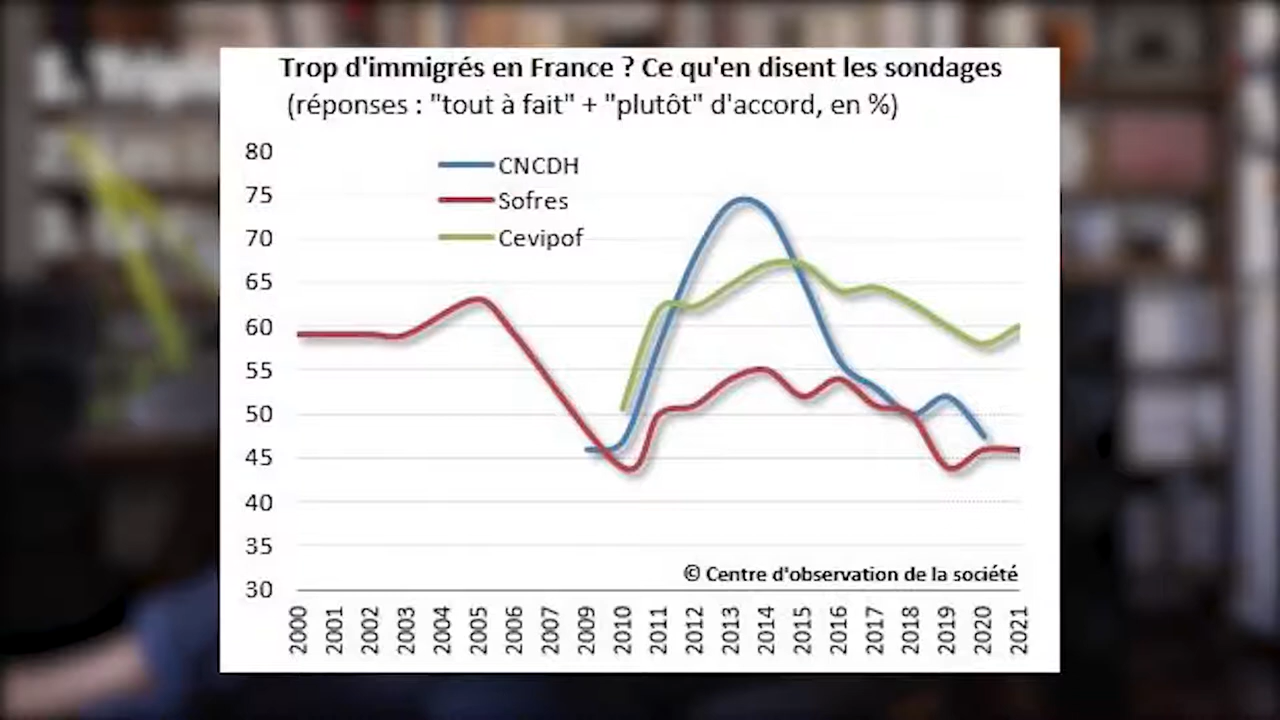 Trop d'immigrés en France ? Ce qu'en disent les sondages
(réponses : "tout à fait" + "plutôt" d'accord, en %)
80
75
70
65
60
55
50
45
40
35
30
CNCDH
Sofres
Cevipof
© Centre d'observation de la société
2000 2001 2002 2003 2004 2005 2006 2007 2009 2010 2011 2012 2013 2014 2015 2016 2017 2018 2019 2020 2021